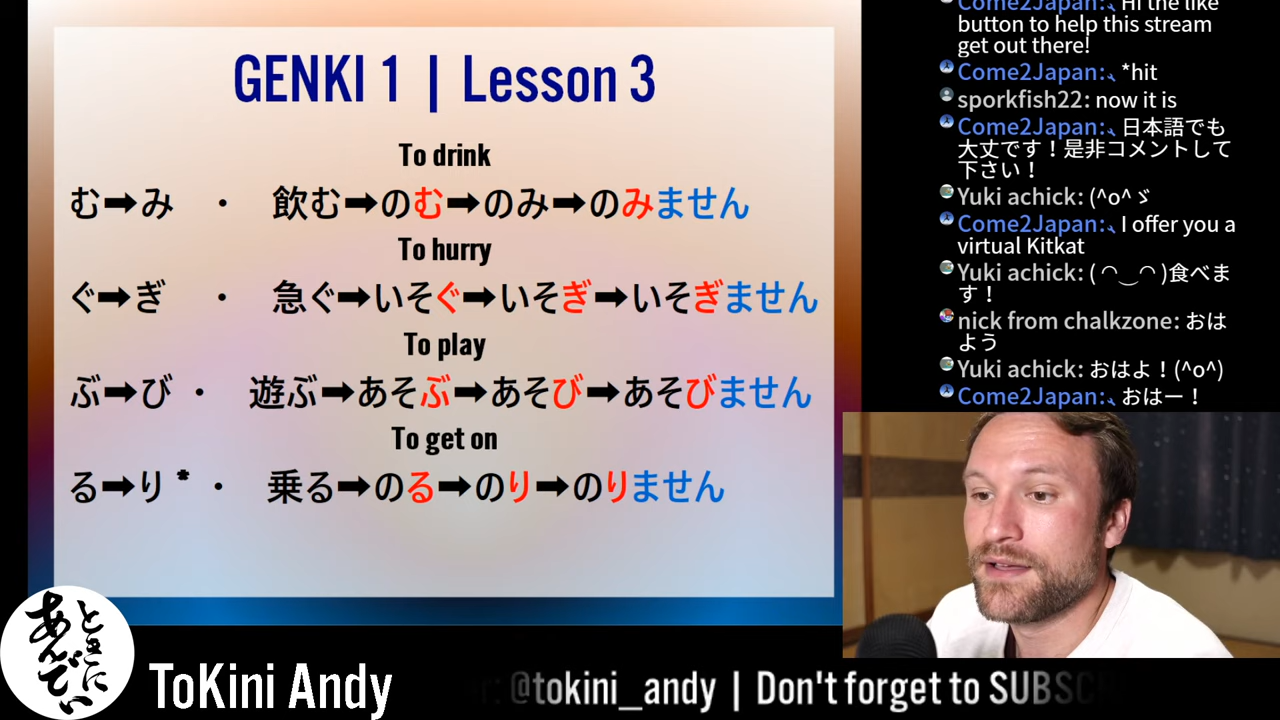 GENKI 1 | Lesson 3
To drink
む➡み ・ 飲む➡のむ➡のみ➡のみません
To hurry
ぐ➡ぎ ・ 急ぐ➡いそぐ➡いそぎ➡いそぎません
To play
ぶ➡び ・ 遊ぶ➡あそぶ➡あそび➡あそびません
To get on
る➡り * ・ 乗る➡のる➡のり➡のりません
Come2Japan:、 Hi the like
button to help this stream
get out there!
Come2Japan:、 *hit
sporkfish22: now it is
Come2Japan:、 日本語でも
大丈です！是非コメントして
下さい！
Yuki achick: (^o^ゞ
Come2Japan:、 I offer you a
virtual Kitkat
Yuki achick: ( ◠‿◠ )食べま
す！
nick from chalkzone: おは
よう
Yuki achick: おはよ！(^o^)
Come2Japan:、 おはー！
ときに
あんでぃ
ToKini Andy
r: @tokini_andy | Don't forget to SUBSC